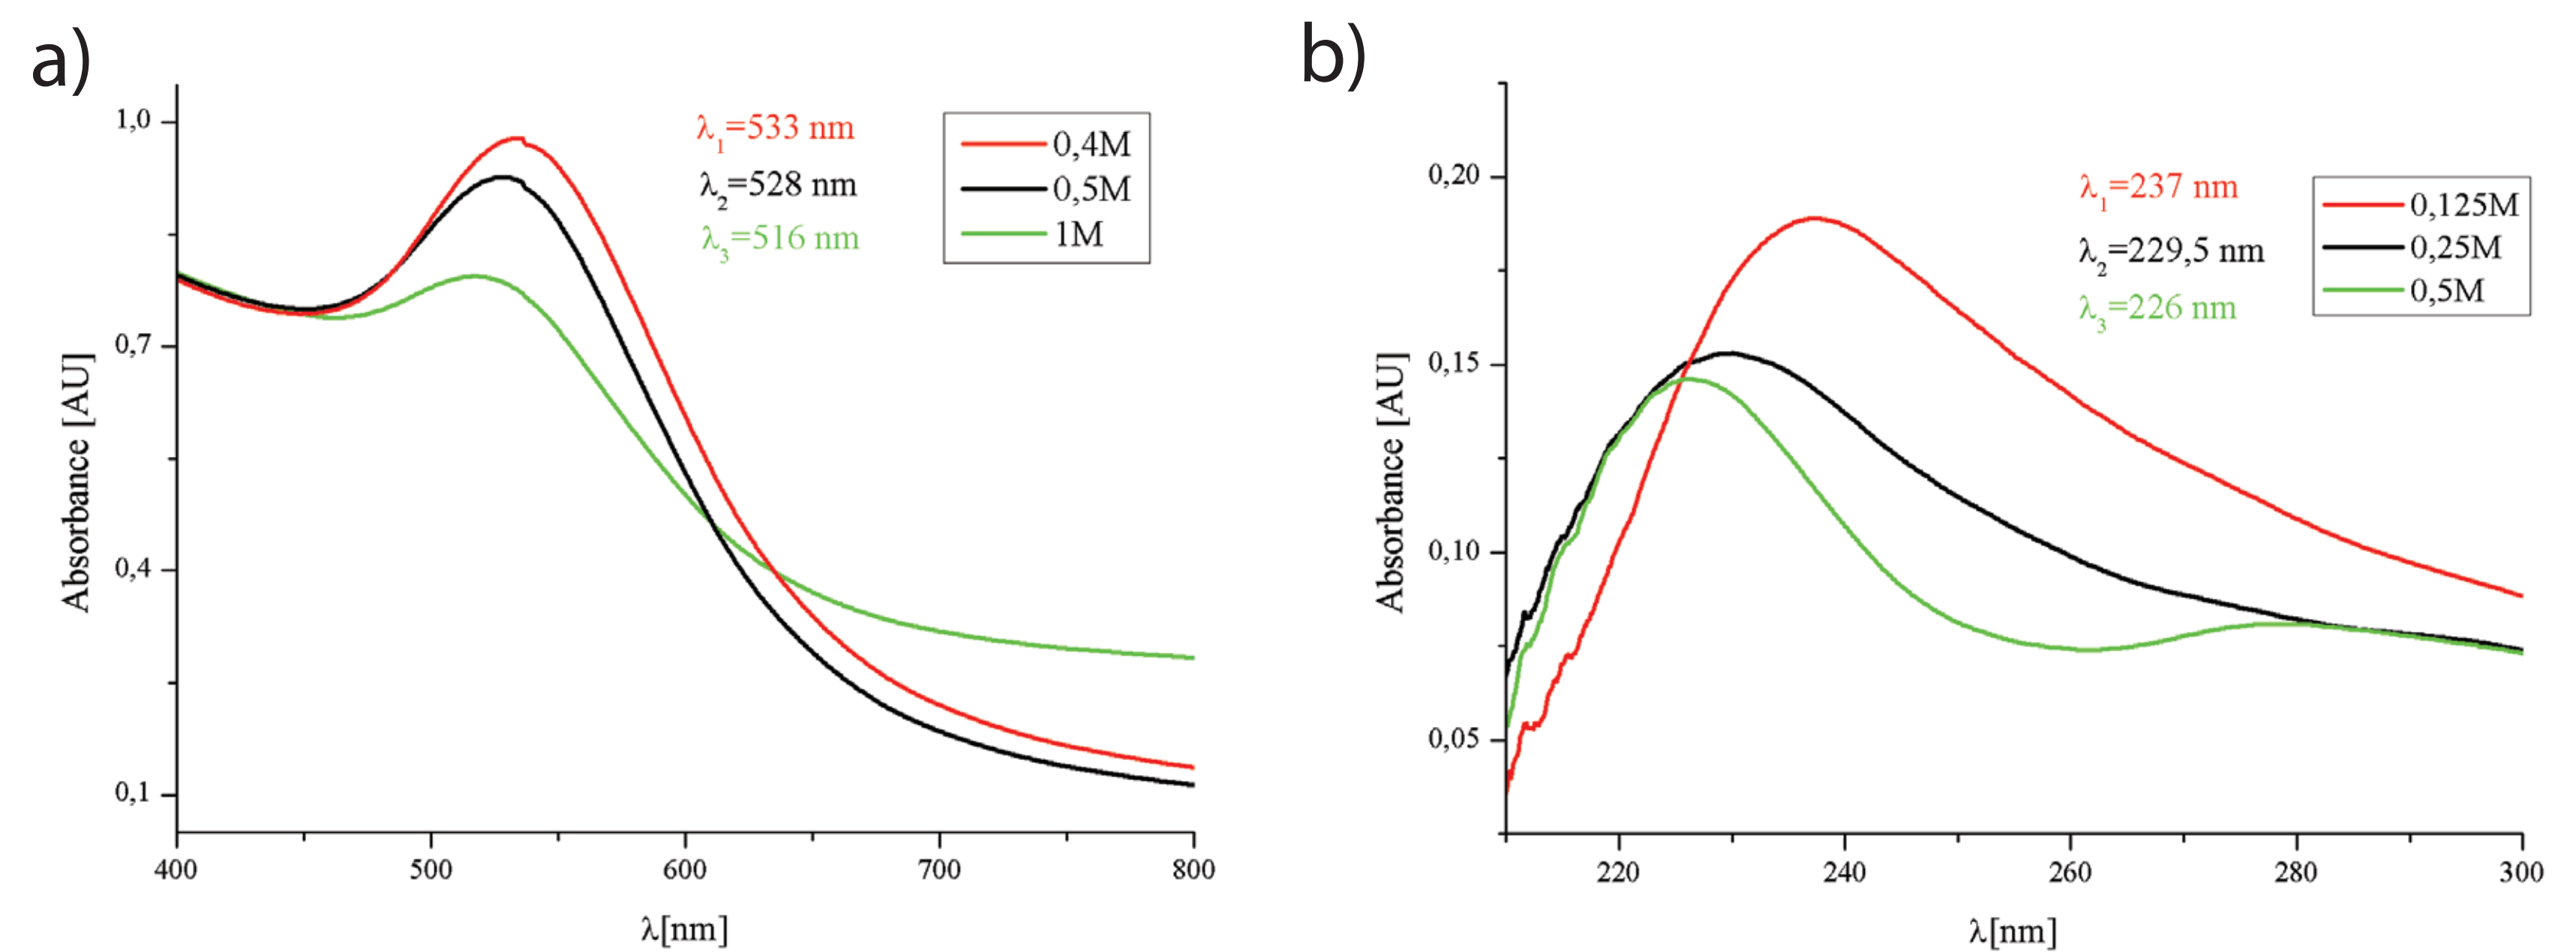 a)
1,0
0,7
0,4
0,1
Absorbance [AU]
400 500 600 700 800
λ[nm]
λ1=533 nm
λ2=528 nm
λ3=516 nm
0,4M
0,5M
1M
b)
0,20
0,15
0,10
0,05
Absorbance [AU]
220 240 260 280 300
λ[nm]
λ1=237 nm
λ2=229,5 nm
λ3=226 nm
0,125M
0,25M
0,5M